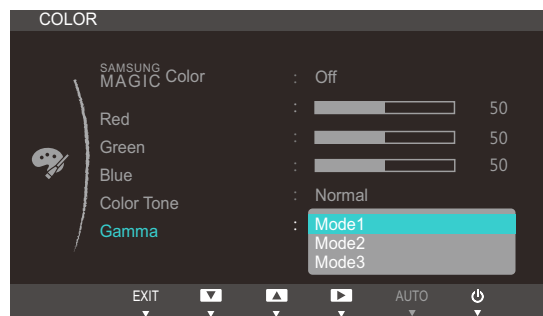 COLOR
SAMSUNG
MAGIC Color : Off
Red : 50
Green : 50
Blue : 50
Color Tone : Normal
Gamma : Mode1
Mode2
Mode3
EXIT AUTO